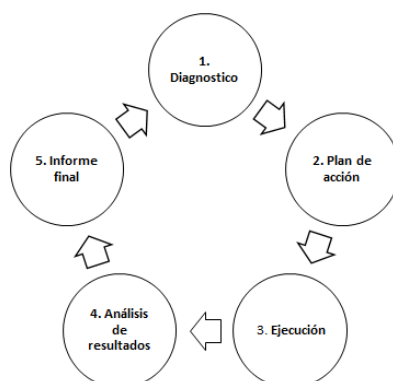 1.
Diagnostico
2. Plan de
acción
3. Ejecución
4. Análisis
de
resultados
5. Informe
final